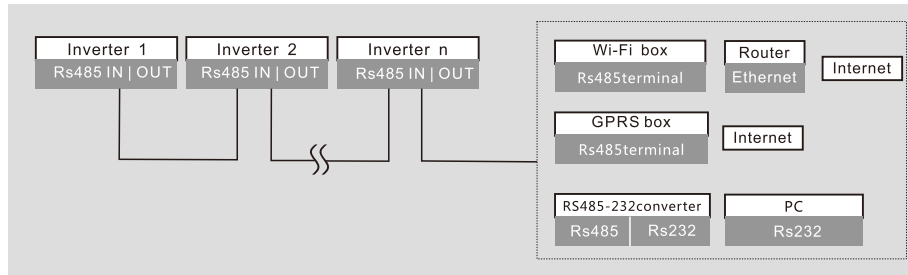 Inverter 1
Rs485 IN | OUT
Inverter 2
Rs485 IN | OUT
Inverter n
Rs485 IN | OUT
Wi-Fi box
Rs485terminal
Router
Ethernet
Internet
GPRS box
Rs485terminal
Internet
RS485-232converter
Rs485 Rs232
PC
Rs232